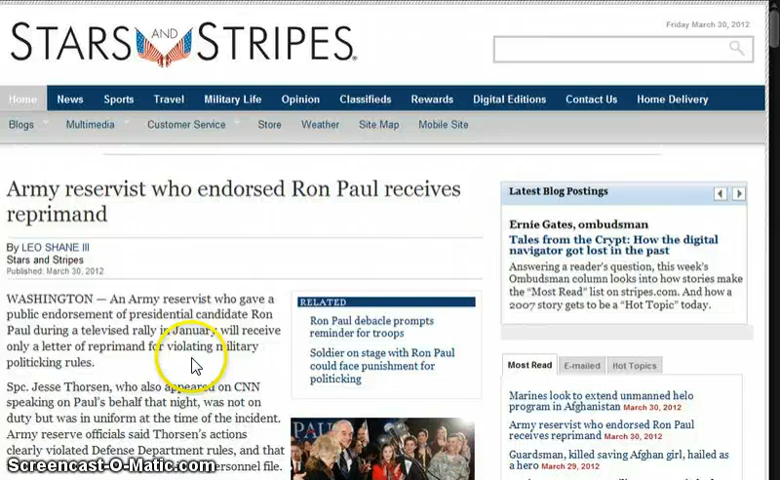 STARS AND STRIPES.
Friday March 30, 2012
Home News Sports Travel Military Life Opinion Classifieds Rewards Digital Editions Contact Us Home Delivery
Blogs Multimedia Customer Service Store Weather Site Map Mobile Site
Army reservist who endorsed Ron Paul receives
reprimand
By LEO SHANE III
Stars and Stripes
Published: March 30, 2012
WASHINGTON — An Army reservist who gave a
public endorsement of presidential candidate Ron
Paul during a televised rally in January will receive
only a letter of reprimand for violating military
politicking rules.
Spc. Jesse Thorsen, who also appeared on CNN
speaking on Paul's behalf that night, was not on
duty but was in uniform at the time of the incident.
Army reserve officials said Thorsen's actions
clearly violated Defense Department rules, and that
personnel file.
Screencast-O-Matic.com
RELATED
Ron Paul debacle prompts
reminder for troops
Soldier on stage with Ron Paul
could face punishment for
politicking
PAUL
Latest Blog Postings
Ernie Gates, ombudsman
Tales from the Crypt: How the digital
navigator got lost in the past
Answering a reader's question, this week's
Ombudsman column looks into how stories make
the "Most Read" list on stripes.com. And how a
2007 story gets to be a "Hot Topic" today.
Most Read E-mailed Hot Topics
Marines look to extend unmanned helo
program in Afghanistan March 30, 2012
Army reservist who endorsed Ron Paul
receives reprimand March 30, 2012
Guardsman, killed saving Afghan girl, hailed as
a hero March 29, 2012